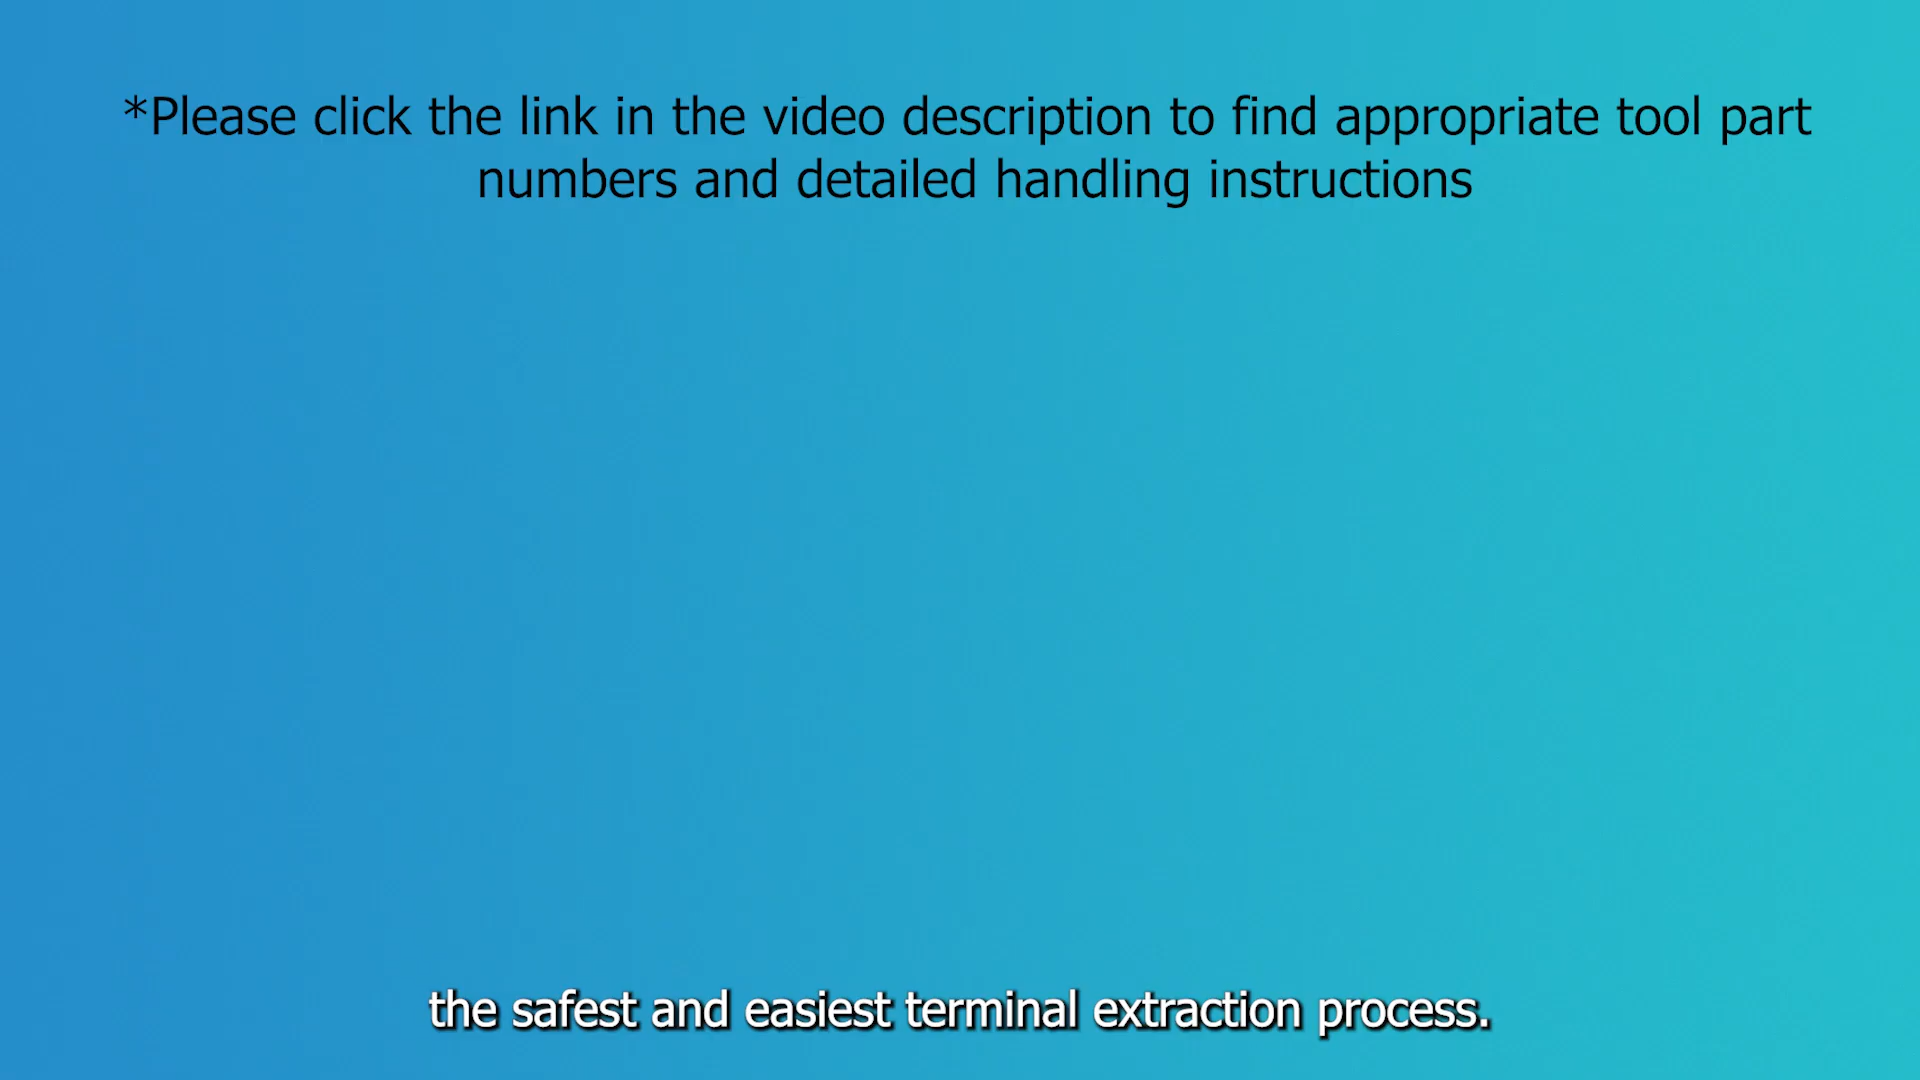 *Please click the link in the video description to find appropriate tool part
numbers and detailed handling instructions
the safest and easiest terminal extraction process.